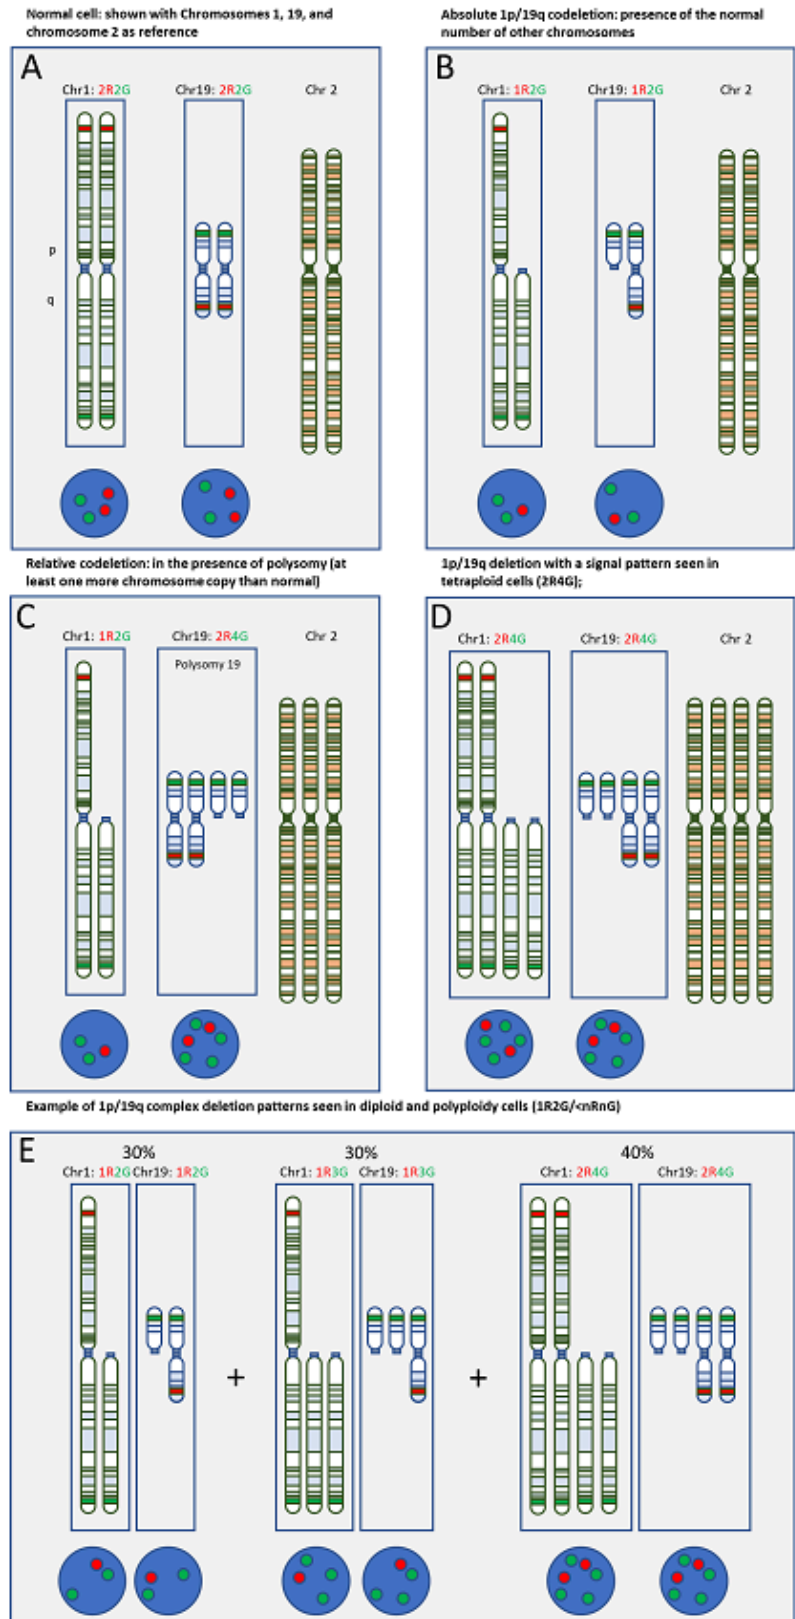 Normal cell: shown with Chromosomes 1, 19, and
chromosome 2 as reference
Absolute 1p/19q codeletion: presence of the normal
number of other chromosomes
A
Chr1: 2R2G
Chr19: 2R2G
Chr 2
p
q
B
Chr1: 1R2G
Chr19: 1R2G
Chr 2
Relative codeletion: in the presence of polysomy (at
least one more chromosome copy than normal)
1p/19q deletion with a signal pattern seen in
tetraploid cells (2R4G);
C
Chr1: 1R2G
Chr19: 2R4G
Chr 2
Polysomy 19
D
Chr1: 2R4G
Chr19: 2R4G
Chr 2
Example of 1p/19q complex deletion patterns seen in diploid and polyploidy cells (1R2G/<nRnG)
E
30%
Chr1: 1R2G Chr19: 1R2G
30%
Chr1: 1R3G Chr19: 1R3G
40%
Chr1: 2R4G
Chr19: 2R4G
+
+